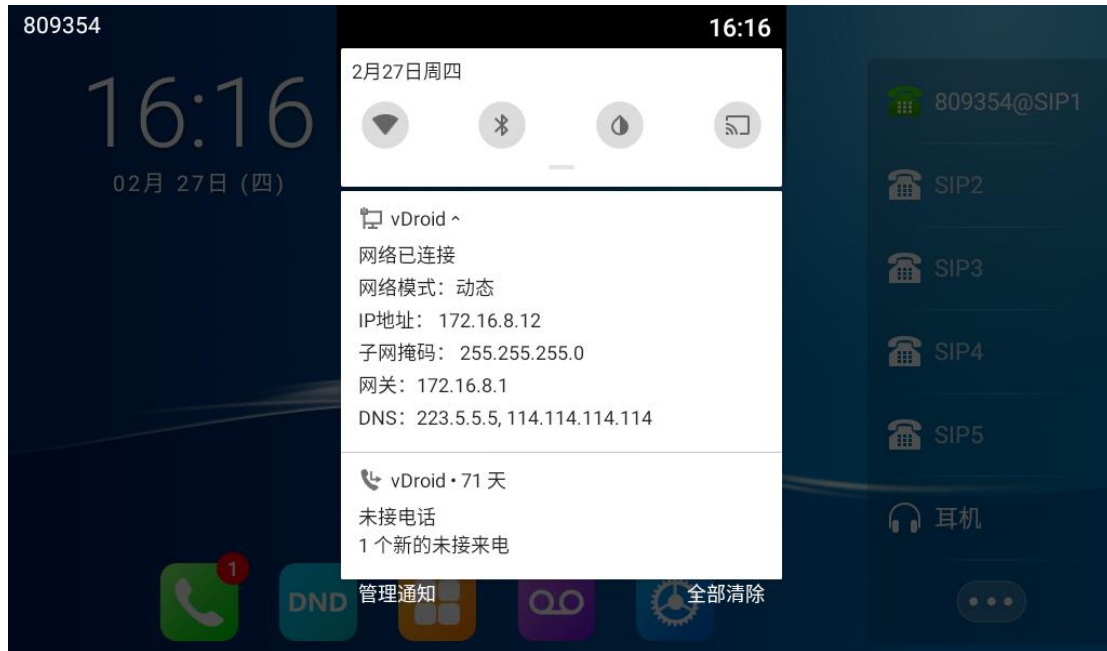 809354
16:16
16:16
02月 27日 (四)
2月27日周四
vDroid
网络已连接
网络模式：动态
IP地址： 172.16.8.12
子网掩码： 255.255.255.0
网关：172.16.8.1
DNS：223.5.5.5, 114.114.114.114
vDroid • 71 天
未接电话
1 个新的未接来电
管理通知
全部清除
1
DND
809354@SIP1
SIP2
SIP3
SIP4
SIP5
耳机